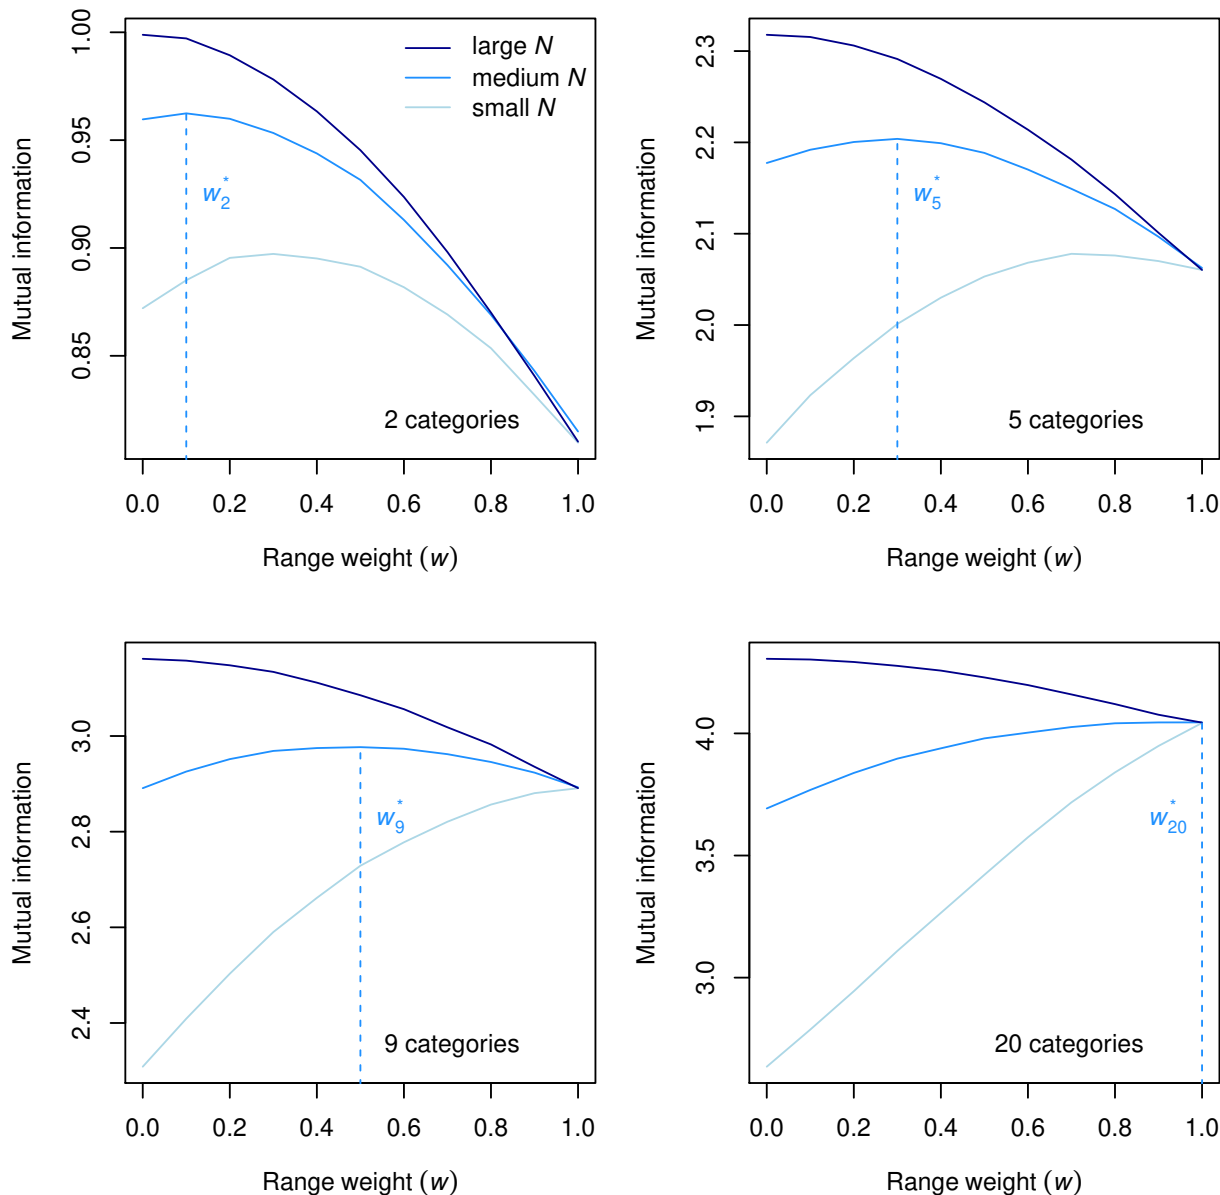 large N
medium N
small N
1.00
0.95
0.90
0.85
Mutual information
w*2
2 categories
0.0 0.2 0.4 0.6 0.8 1.0
Range weight (w)
2.3
2.2
2.1
2.0
1.9
Mutual information
w*5
5 categories
0.0 0.2 0.4 0.6 0.8 1.0
Range weight (w)
3.0
2.8
2.6
2.4
Mutual information
w*9
9 categories
0.0 0.2 0.4 0.6 0.8 1.0
Range weight (w)
4.0
3.5
3.0
Mutual information
w*20
20 categories
0.0 0.2 0.4 0.6 0.8 1.0
Range weight (w)